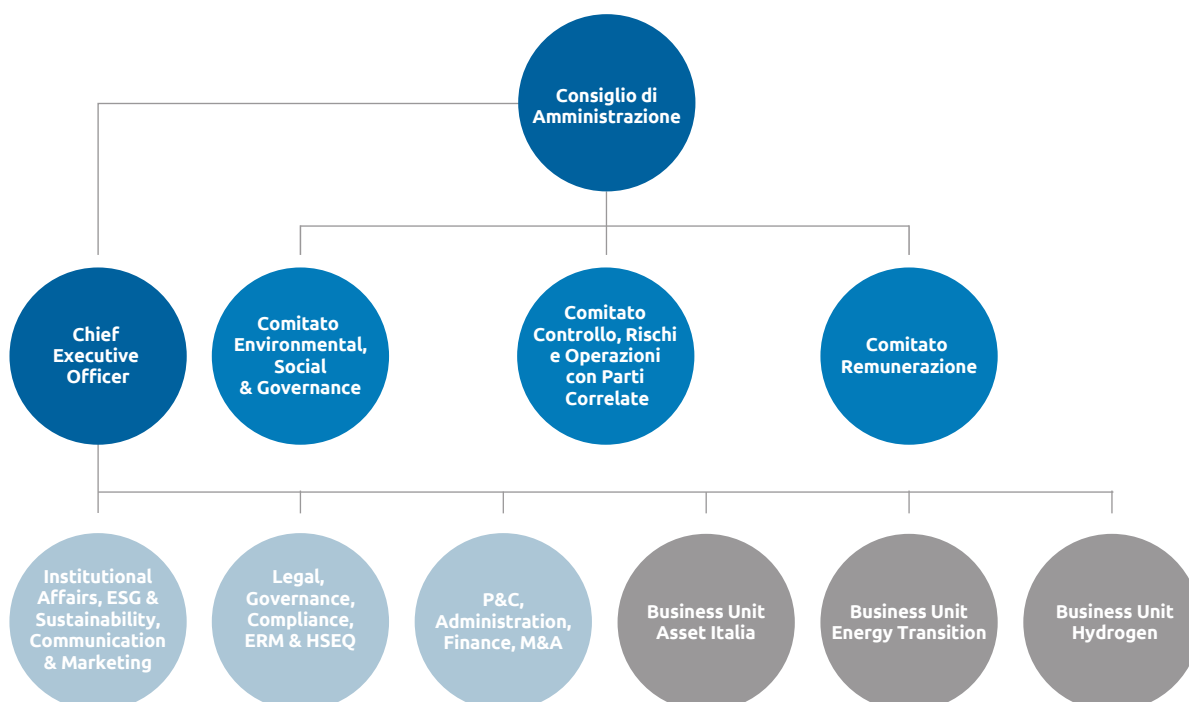 Consiglio di
Amministrazione
Chief
Executive
Officer
Comitato
Environmental,
Social
& Governance
Comitato
Controllo, Rischi
e Operazioni
con Parti
Correlate
Comitato
Remunerazione
Institutional
Affairs, ESG &
Sustainability,
Communication
& Marketing
Legal,
Governance,
Compliance,
ERM & HSEQ
P&C,
Administration,
Finance, M&A
Business Unit
Asset Italia
Business Unit
Energy Transition
Business Unit
Hydrogen